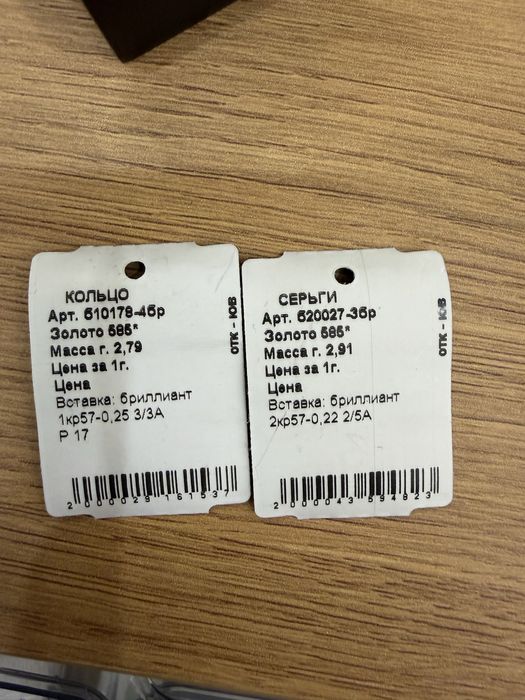 КОЛЬЦО
Арт. б10178-4бр
Золото 585*
Масса г. 2,79
Цена за 1г.
Цена
Вставка: бриллиант
1кр57-0,25 3/3А
Р 17
ОТК - ЮВ
2000029161537
СЕРЬГИ
Арт. б20027-3бр
Золото 585*
Масса г. 2,91
Цена за 1г.
Цена
Вставка: бриллиант
2кр57-0,22 2/5А
ОТК - ЮВ
2000043594823